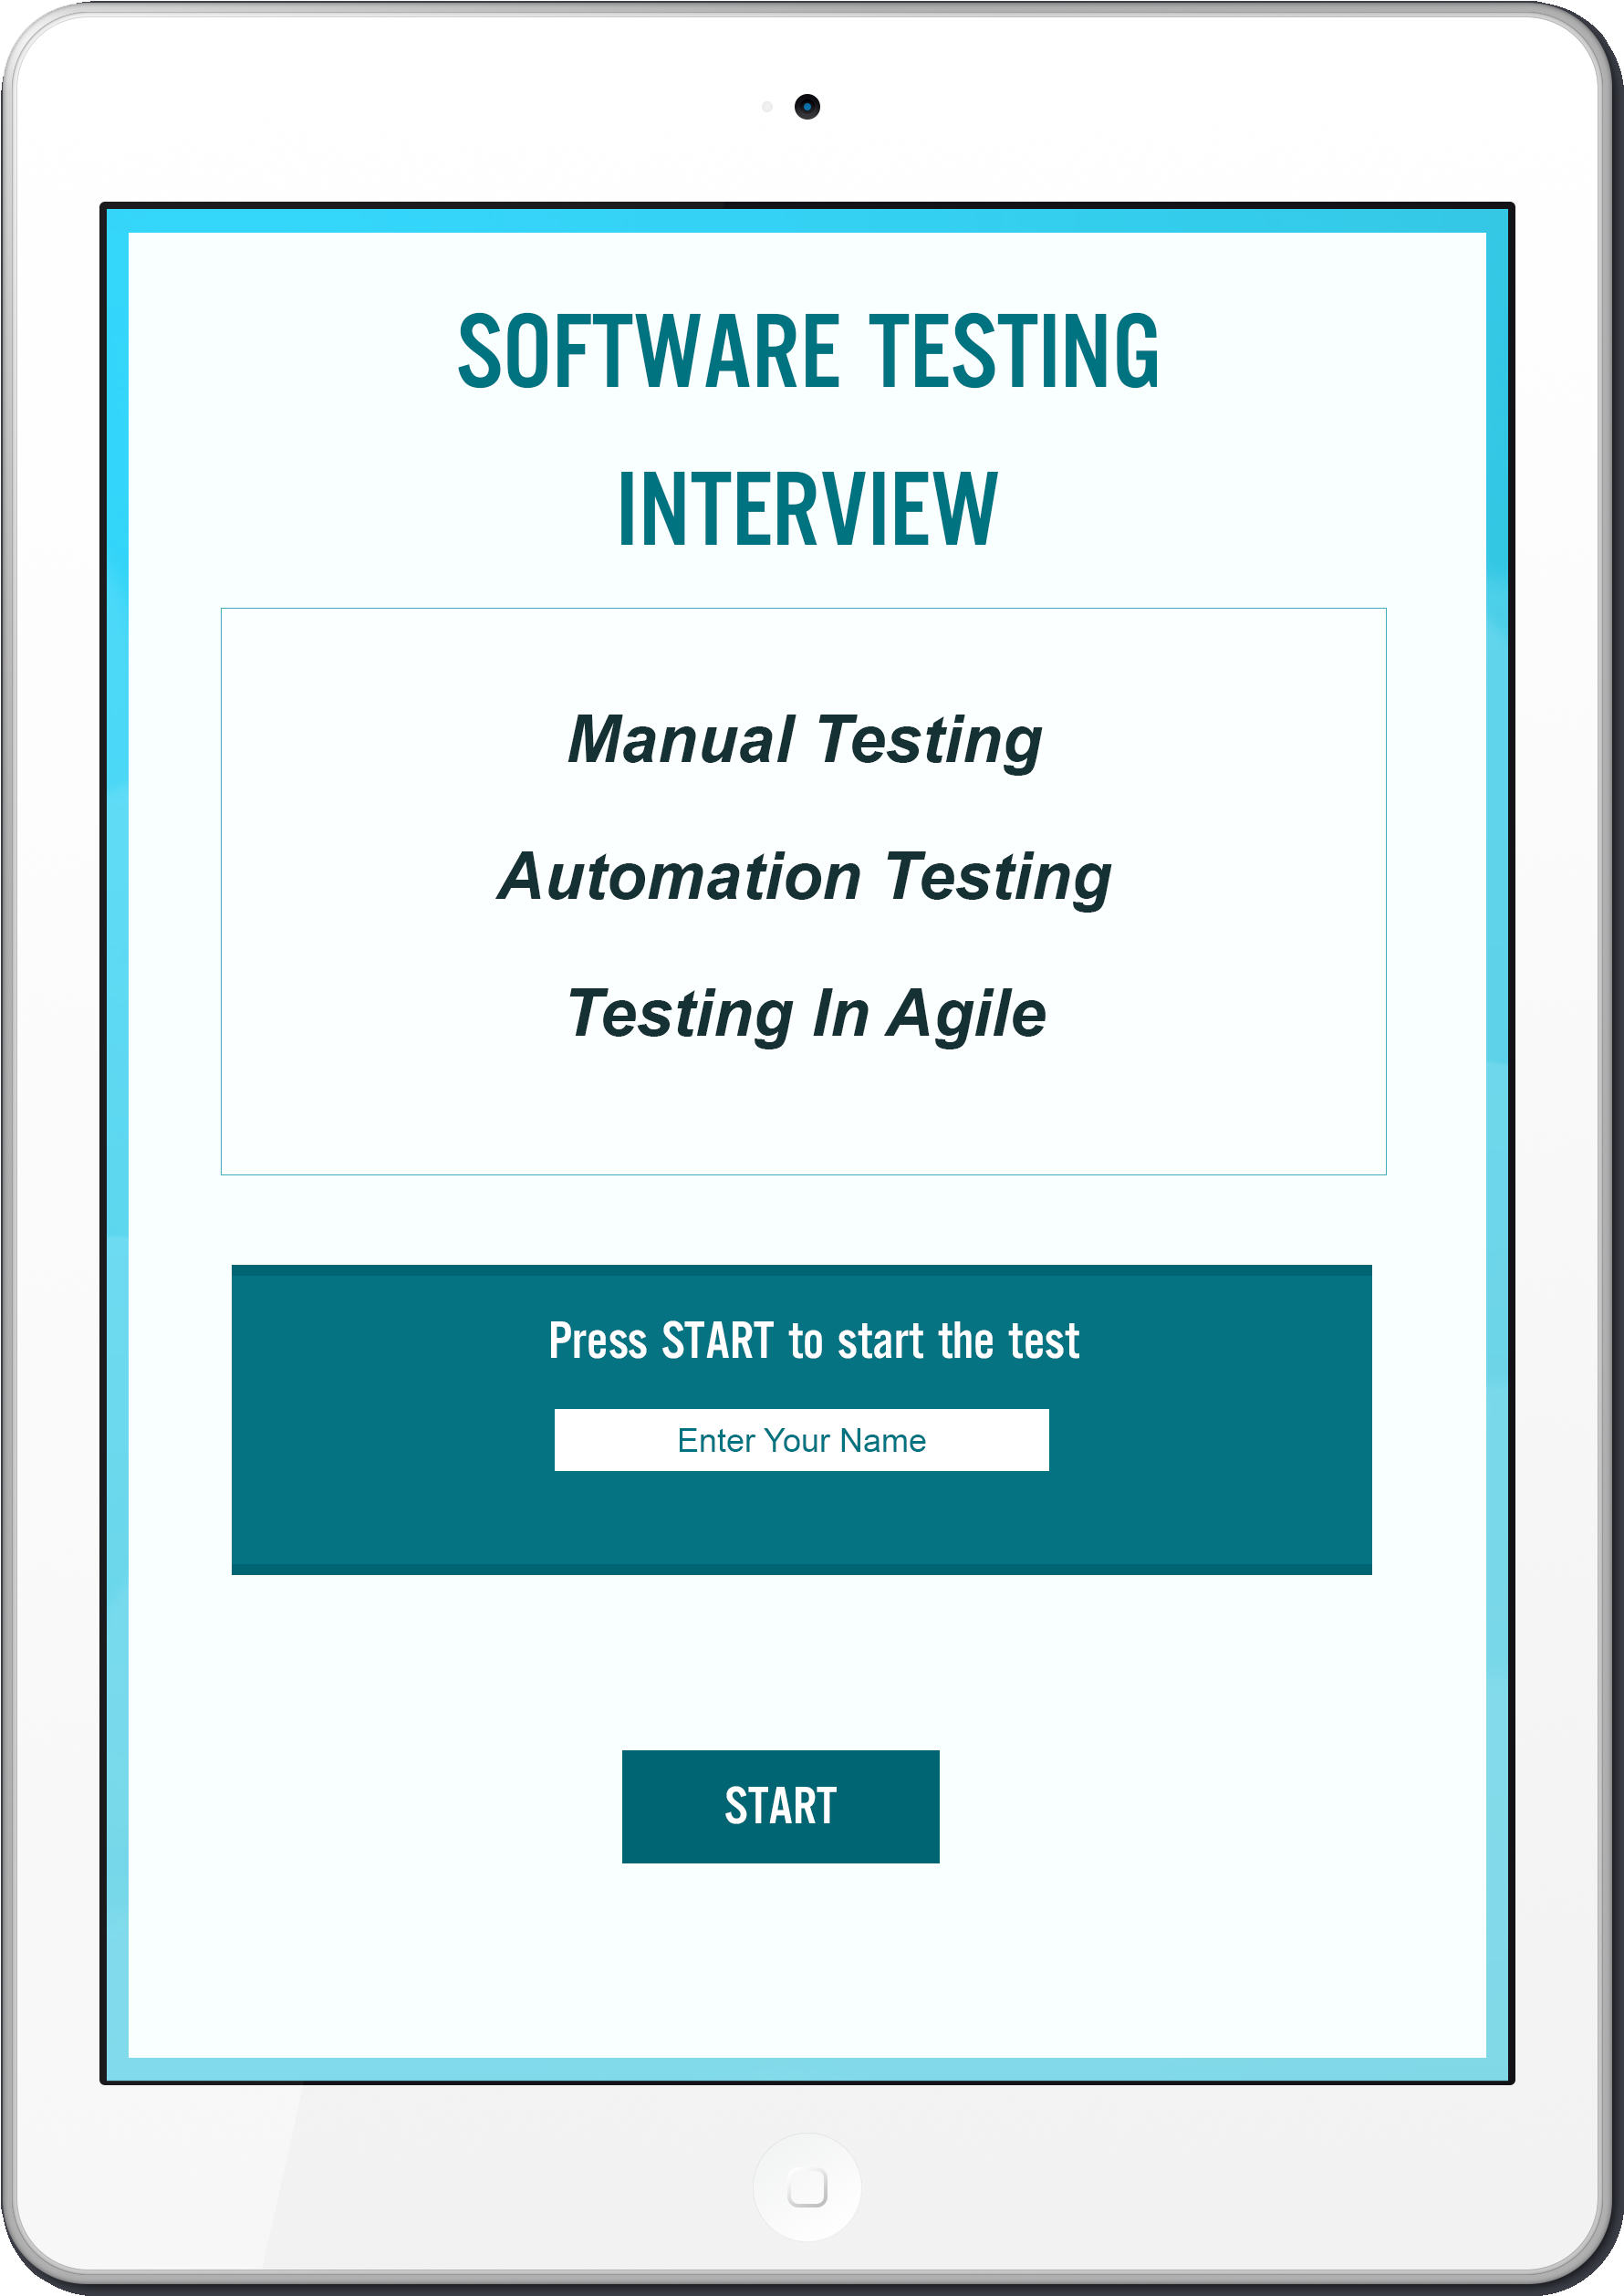 SOFTWARE TESTING
INTERVIEW
Manual Testing
Automation Testing
Testing In Agile
Press START to start the test
Enter Your Name
START